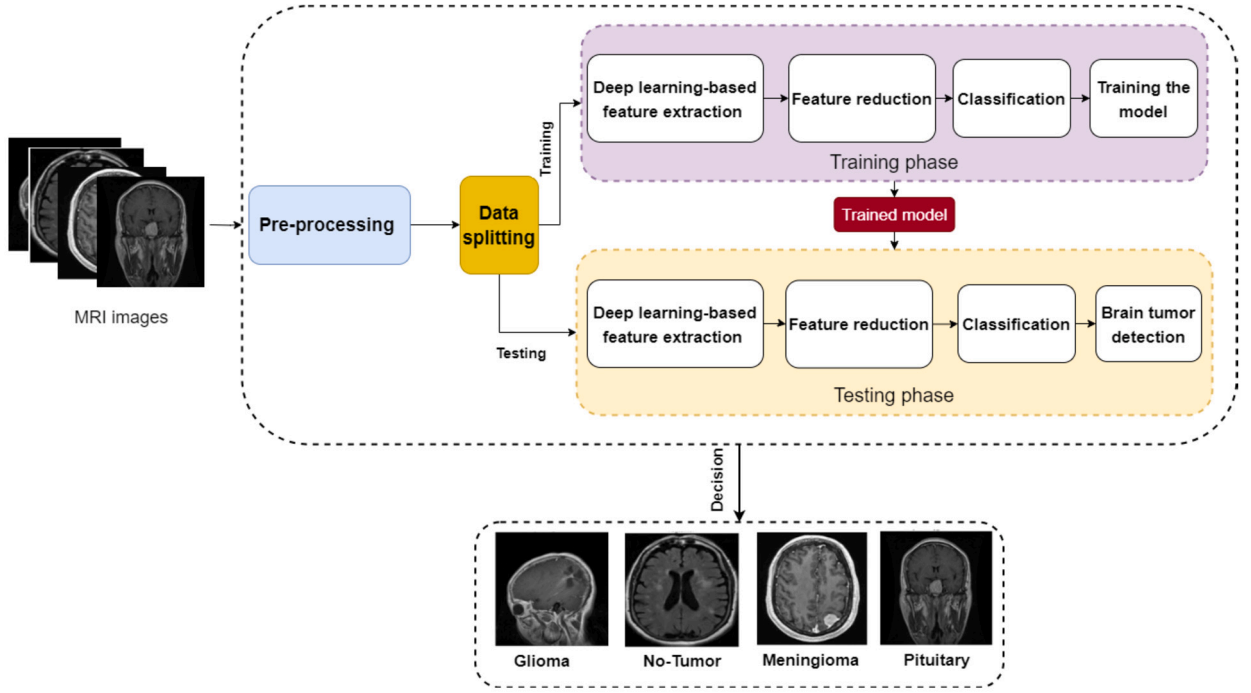 MRI images
Pre-processing
Data
splitting
Training
Testing
Deep learning-based
feature extraction
Feature reduction
Classification
Training the
model
Training phase
Trained model
Deep learning-based
feature extraction
Feature reduction
Classification
Brain tumor
detection
Testing phase
Decision
Glioma
No-Tumor
Meningioma
Pituitary